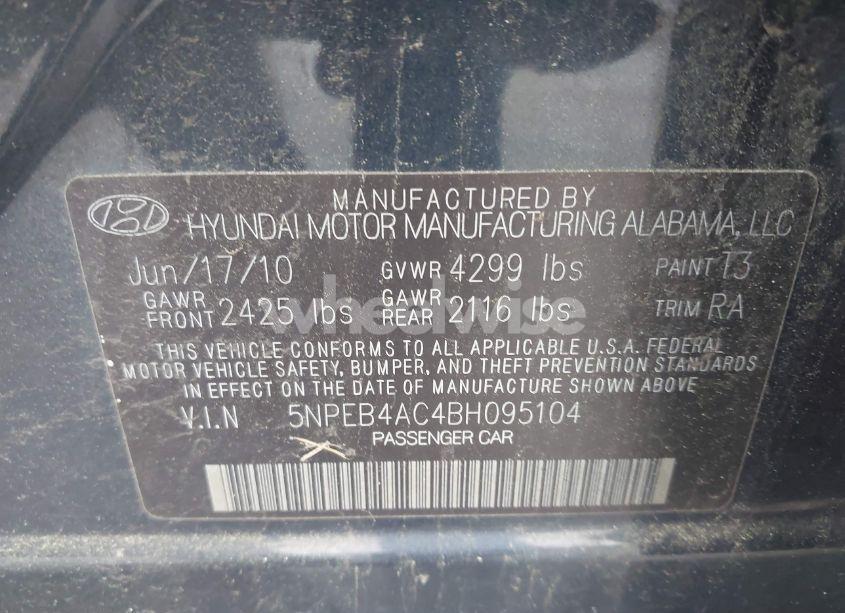 MANUFACTURED BY
HYUNDAI MOTOR MANUFACTURING ALABAMA, LLC
Jun/17/10 GVWR 4299 lbs PAINT T3
GAWR FRONT 2425 lbs GAWR REAR 2116 lbs TRIM RA
wheelwise
THIS VEHICLE CONFORMS TO ALL APPLICABLE U.S.A. FEDERAL
MOTOR VEHICLE SAFETY, BUMPER, AND THEFT PREVENTION STANDARDS
IN EFFECT ON THE DATE OF MANUFACTURE SHOWN ABOVE
V.I.N 5NPEB4AC4BH095104
PASSENGER CAR